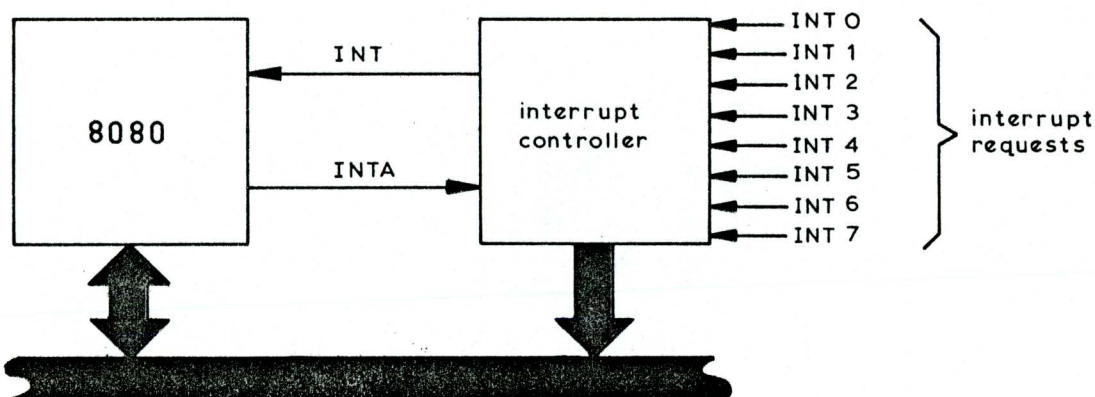 8080
INT
INTA
interrupt
controller
INT 0
INT 1
INT 2
INT 3
INT 4
INT 5
INT 6
INT 7
interrupt
requests